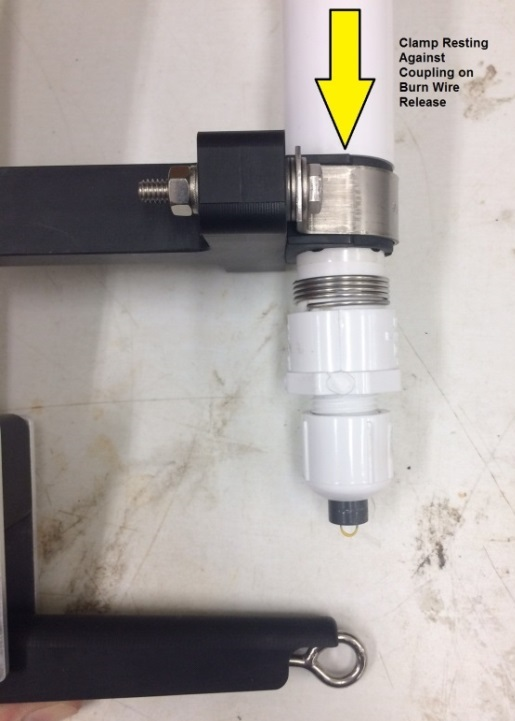 Clamp Resting
Against
Coupling on
Burn Wire
Release